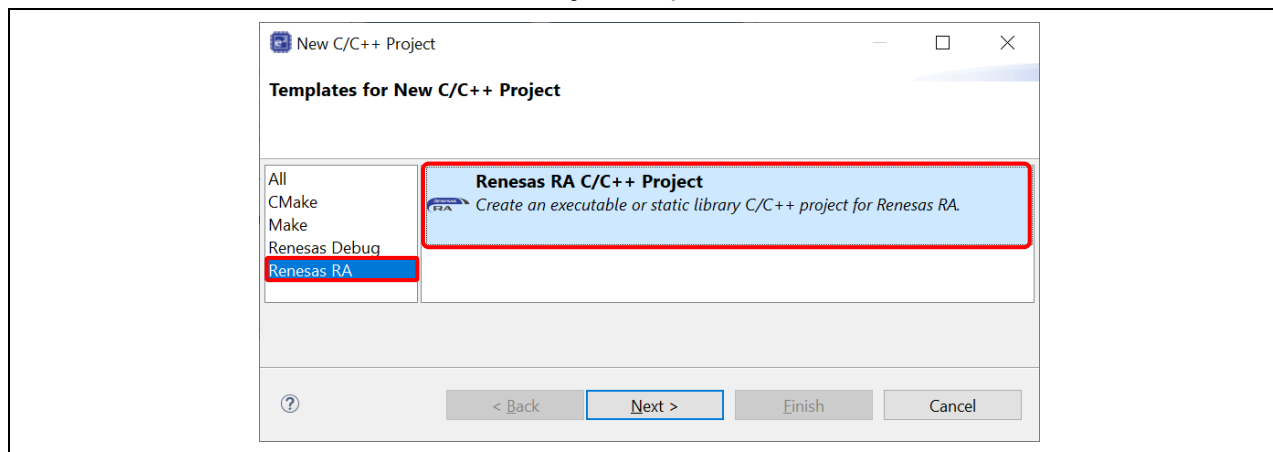 New C/C++ Project
Templates for New C/C++ Project
All
CMake
Make
Renesas Debug
Renesas RA
Renesas RA C/C++ Project
RA
Create an executable or static library C/C++ project for Renesas RA.
?
< Back
Next >
Finish
Cancel